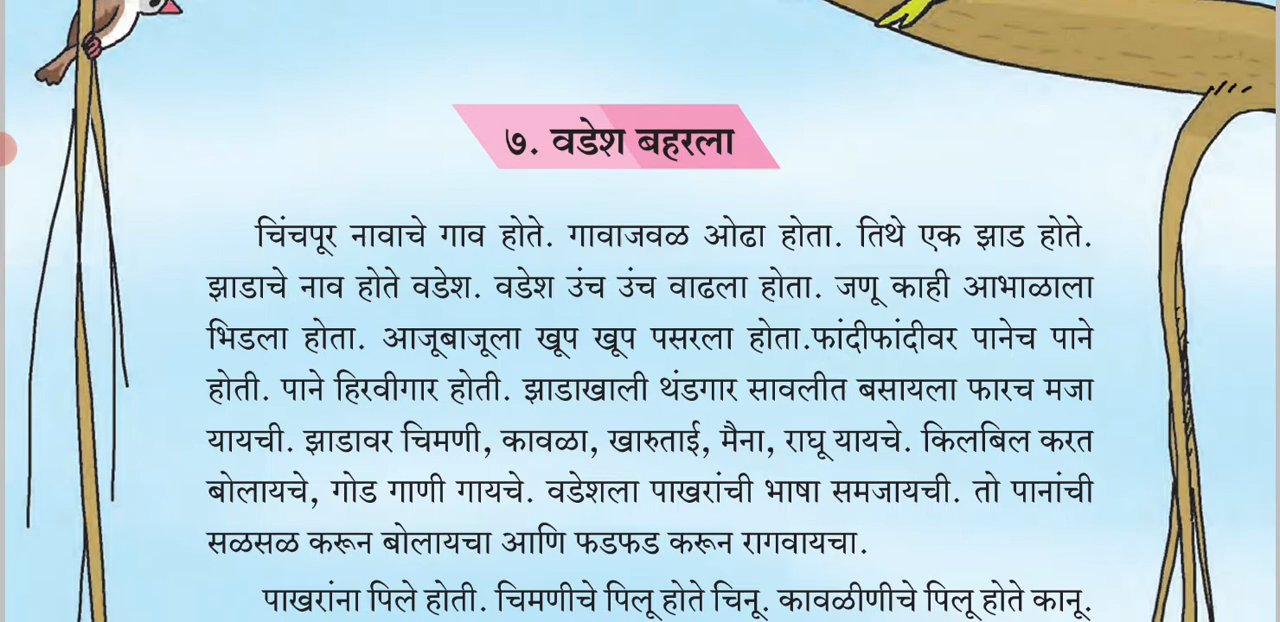 ७. वडेश बहरला
चिंचपूर नावाचे गाव होते. गावाजवळ ओढा होता. तिथे एक झाड होते.
झाडाचे नाव होते वडेश. वडेश उंच उंच वाढला होता. जणू काही आभाळाला
भिडला होता. आजूबाजूला खूप खूप पसरला होता.फांदीफांदीवर पानेच पाने
होती. पाने हिरवीगार होती. झाडाखाली थंडगार सावलीत बसायला फारच मजा
यायची. झाडावर चिमणी, कावळा, खारुताई, मैना, राघू यायचे. किलबिल करत
बोलायचे, गोड गाणी गायचे. वडेशला पाखरांची भाषा समजायची. तो पानांची
सळसळ करून बोलायचा आणि फडफड करून रागवायचा.
पाखरांना पिले होती. चिमणीचे पिलू होते चिनू. कावळीणीचे पिलू होते कानू.